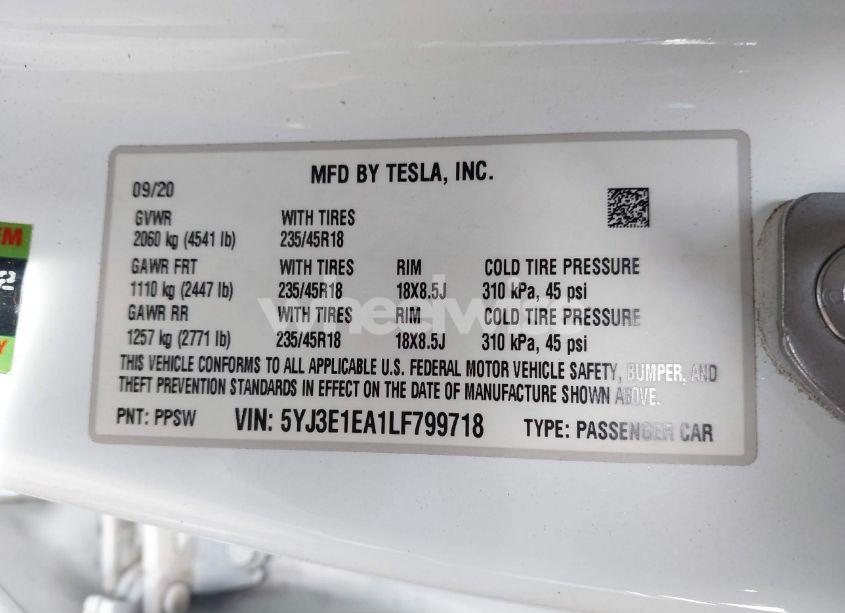 MFD BY TESLA, INC.
09/20
GVWR WITH TIRES
2060 kg (4541 lb) 235/45R18
GAWR FRT WITH TIRES RIM COLD TIRE PRESSURE
1110 kg (2447 lb) 235/45R18 18X8.5J 310 kPa, 45 psi
GAWR RR WITH TIRES RIM COLD TIRE PRESSURE
1257 kg (2771 lb) 235/45R18 18X8.5J 310 kPa, 45 psi
THIS VEHICLE CONFORMS TO ALL APPLICABLE U.S. FEDERAL MOTOR VEHICLE SAFETY, BUMPER, AND
THEFT PREVENTION STANDARDS IN EFFECT ON THE DATE OF MANUFACTURE SHOWN ABOVE.
PNT: PPSW VIN: 5YJ3E1EA1LF799718 TYPE: PASSENGER CAR